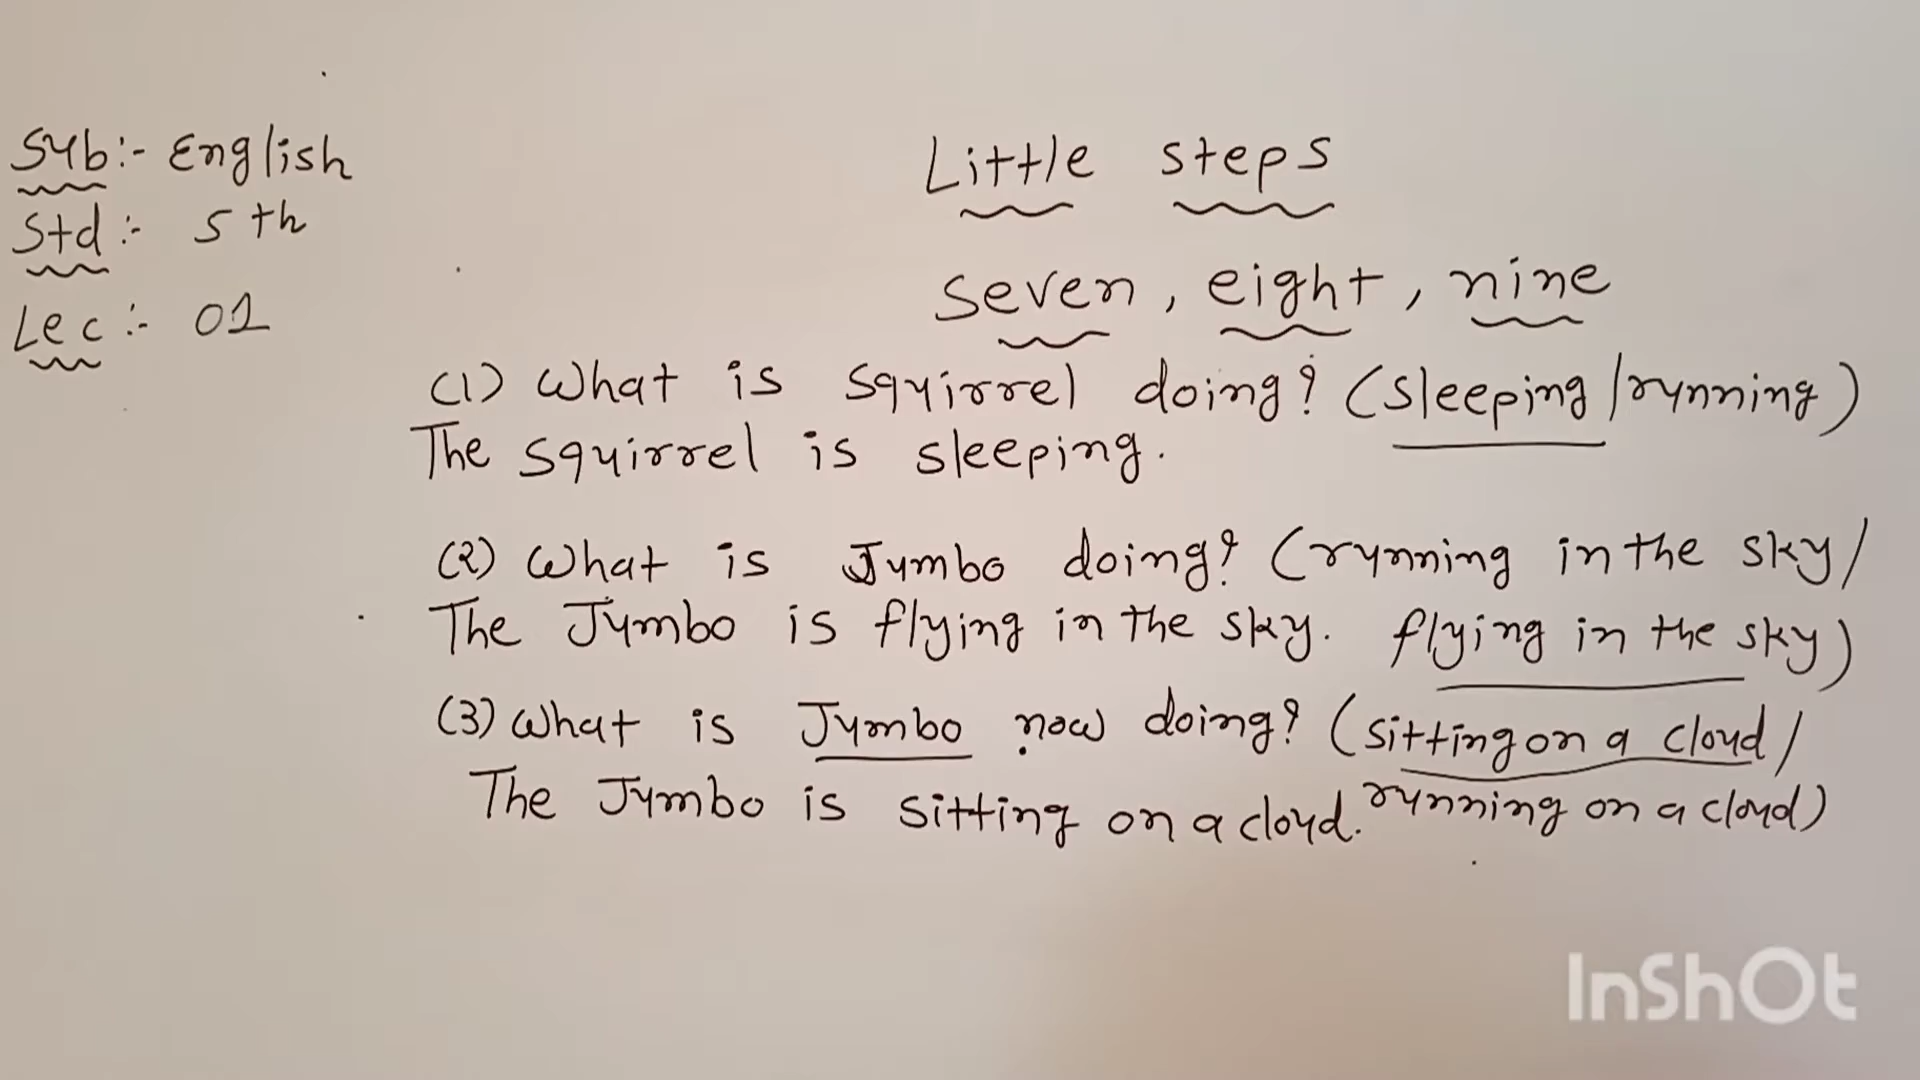 Sub:- English
Std:- 5th
Lec:- 01
Little steps
seven, eight, nine
(1) What is squirrel doing? (sleeping/running)
The squirrel is sleeping.
(2) What is Jumbo doing? (running in the sky/
The Jumbo is flying in the sky. flying in the sky)
(3) What is Jumbo now doing? (sitting on a cloud/
The Jumbo is sitting on a cloud. running on a cloud)
InShOt